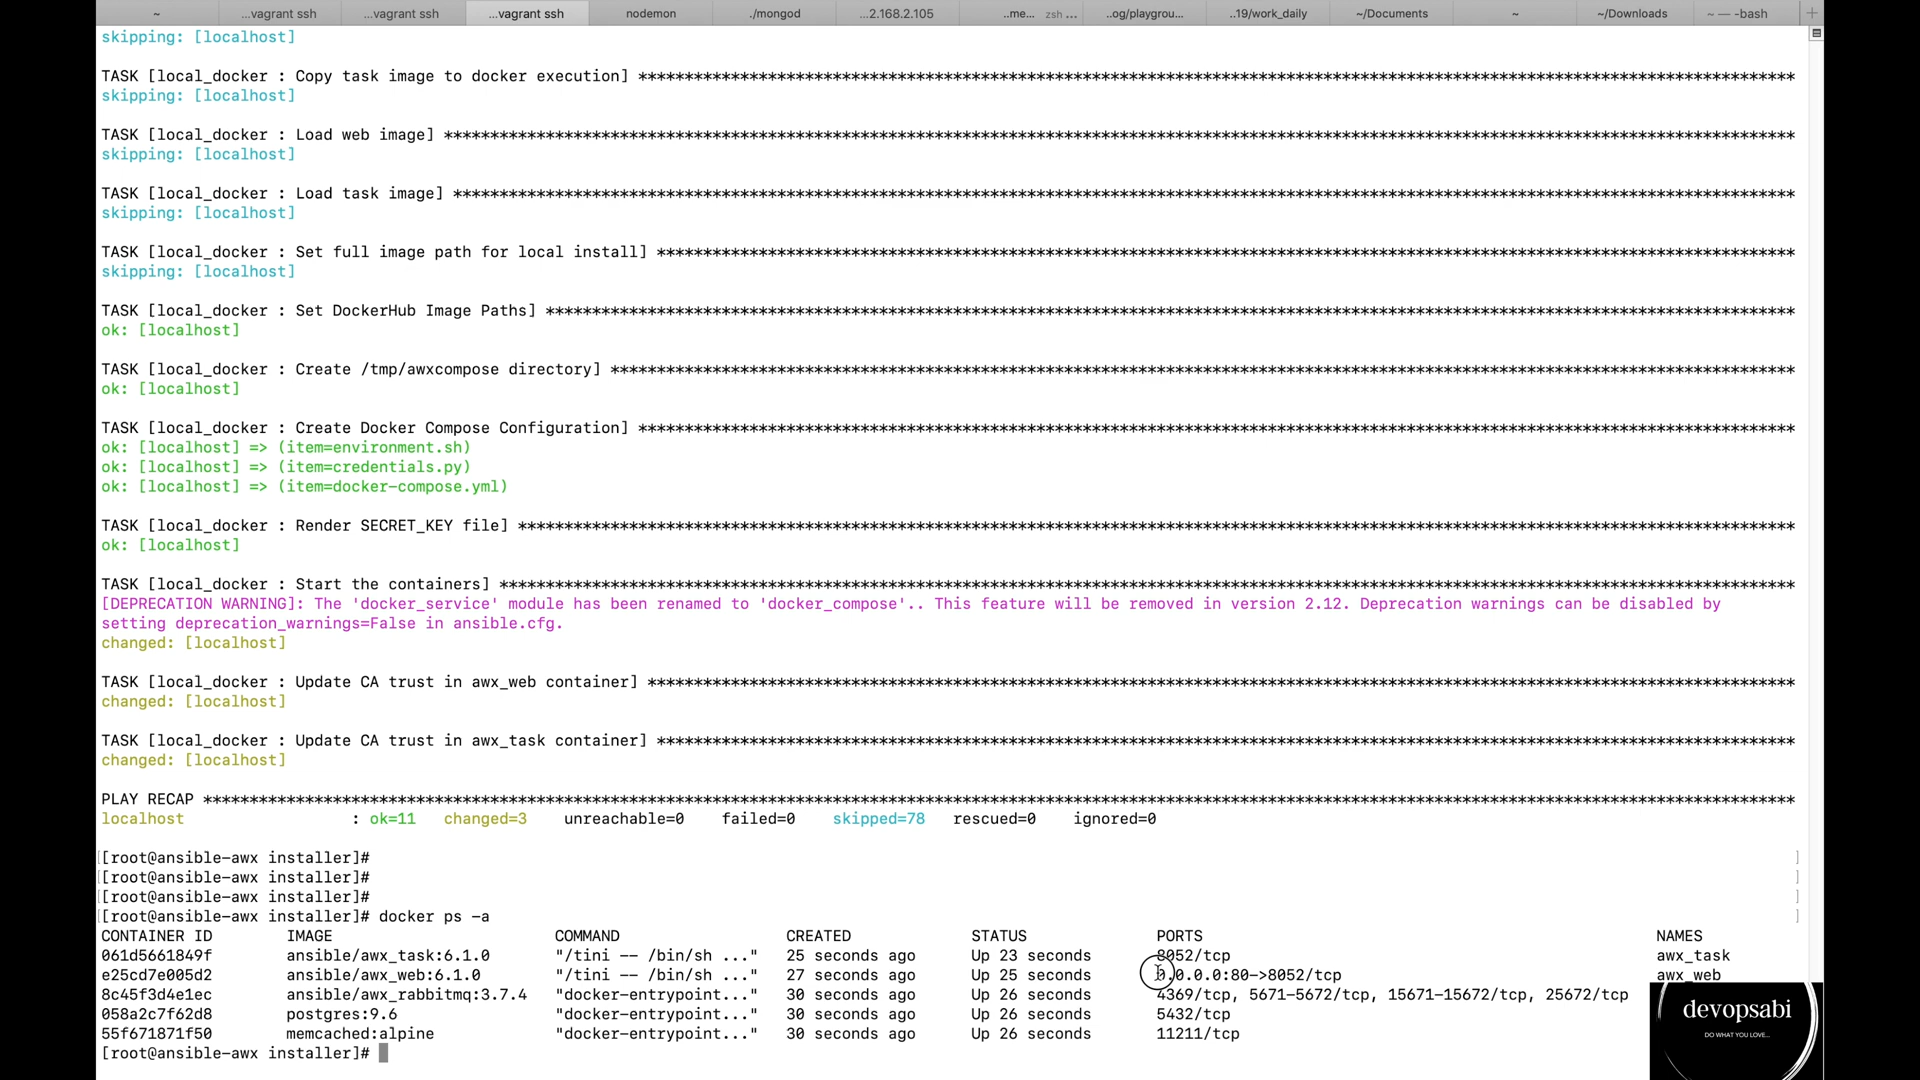 ~ ...vagrant ssh ...vagrant ssh ...vagrant ssh nodemon ./mongod ...2.168.2.105 ..me... zsh ... ..og/playgrou... ..19/work_daily ~/Documents ~ ~/Downloads ~ — -bash
skipping: [localhost]
TASK [local_docker : Copy task image to docker execution] ****************************************************************************************************************************
skipping: [localhost]
TASK [local_docker : Load web image] *************************************************************************************************************************************************
skipping: [localhost]
TASK [local_docker : Load task image] ************************************************************************************************************************************************
skipping: [localhost]
TASK [local_docker : Set full image path for local install] **************************************************************************************************************************
skipping: [localhost]
TASK [local_docker : Set DockerHub Image Paths] **************************************************************************************************************************************
ok: [localhost]
TASK [local_docker : Create /tmp/awxcompose directory] *******************************************************************************************************************************
ok: [localhost]
TASK [local_docker : Create Docker Compose Configuration] ****************************************************************************************************************************
ok: [localhost] => (item=environment.sh)
ok: [localhost] => (item=credentials.py)
ok: [localhost] => (item=docker-compose.yml)
TASK [local_docker : Render SECRET_KEY file] *****************************************************************************************************************************************
ok: [localhost]
TASK [local_docker : Start the containers] *******************************************************************************************************************************************
[DEPRECATION WARNING]: The 'docker_service' module has been renamed to 'docker_compose'.. This feature will be removed in version 2.12. Deprecation warnings can be disabled by
setting deprecation_warnings=False in ansible.cfg.
changed: [localhost]
TASK [local_docker : Update CA trust in awx_web container] ***************************************************************************************************************************
changed: [localhost]
TASK [local_docker : Update CA trust in awx_task container] **************************************************************************************************************************
changed: [localhost]
PLAY RECAP ***************************************************************************************************************************************************************************
localhost : ok=11 changed=3 unreachable=0 failed=0 skipped=78 rescued=0 ignored=0
[[root@ansible-awx installer]# ]
[[root@ansible-awx installer]# ]
[[root@ansible-awx installer]# ]
[[root@ansible-awx installer]# docker ps -a ]
CONTAINER ID IMAGE COMMAND CREATED STATUS PORTS NAMES
061d5661849f ansible/awx_task:6.1.0 "/tini -- /bin/sh ..." 25 seconds ago Up 23 seconds 8052/tcp awx_task
e25cd7e005d2 ansible/awx_web:6.1.0 "/tini -- /bin/sh ..." 27 seconds ago Up 25 seconds 0.0.0.0:80->8052/tcp awx_web
8c45f3d4e1ec ansible/awx_rabbitmq:3.7.4 "docker-entrypoint..." 30 seconds ago Up 26 seconds 4369/tcp, 5671-5672/tcp, 15671-15672/tcp, 25672/tcp
058a2c7f62d8 postgres:9.6 "docker-entrypoint..." 30 seconds ago Up 26 seconds 5432/tcp
55f671871f50 memcached:alpine "docker-entrypoint..." 30 seconds ago Up 26 seconds 11211/tcp
[root@ansible-awx installer]#
devopsabi
DO WHAT YOU LOVE...